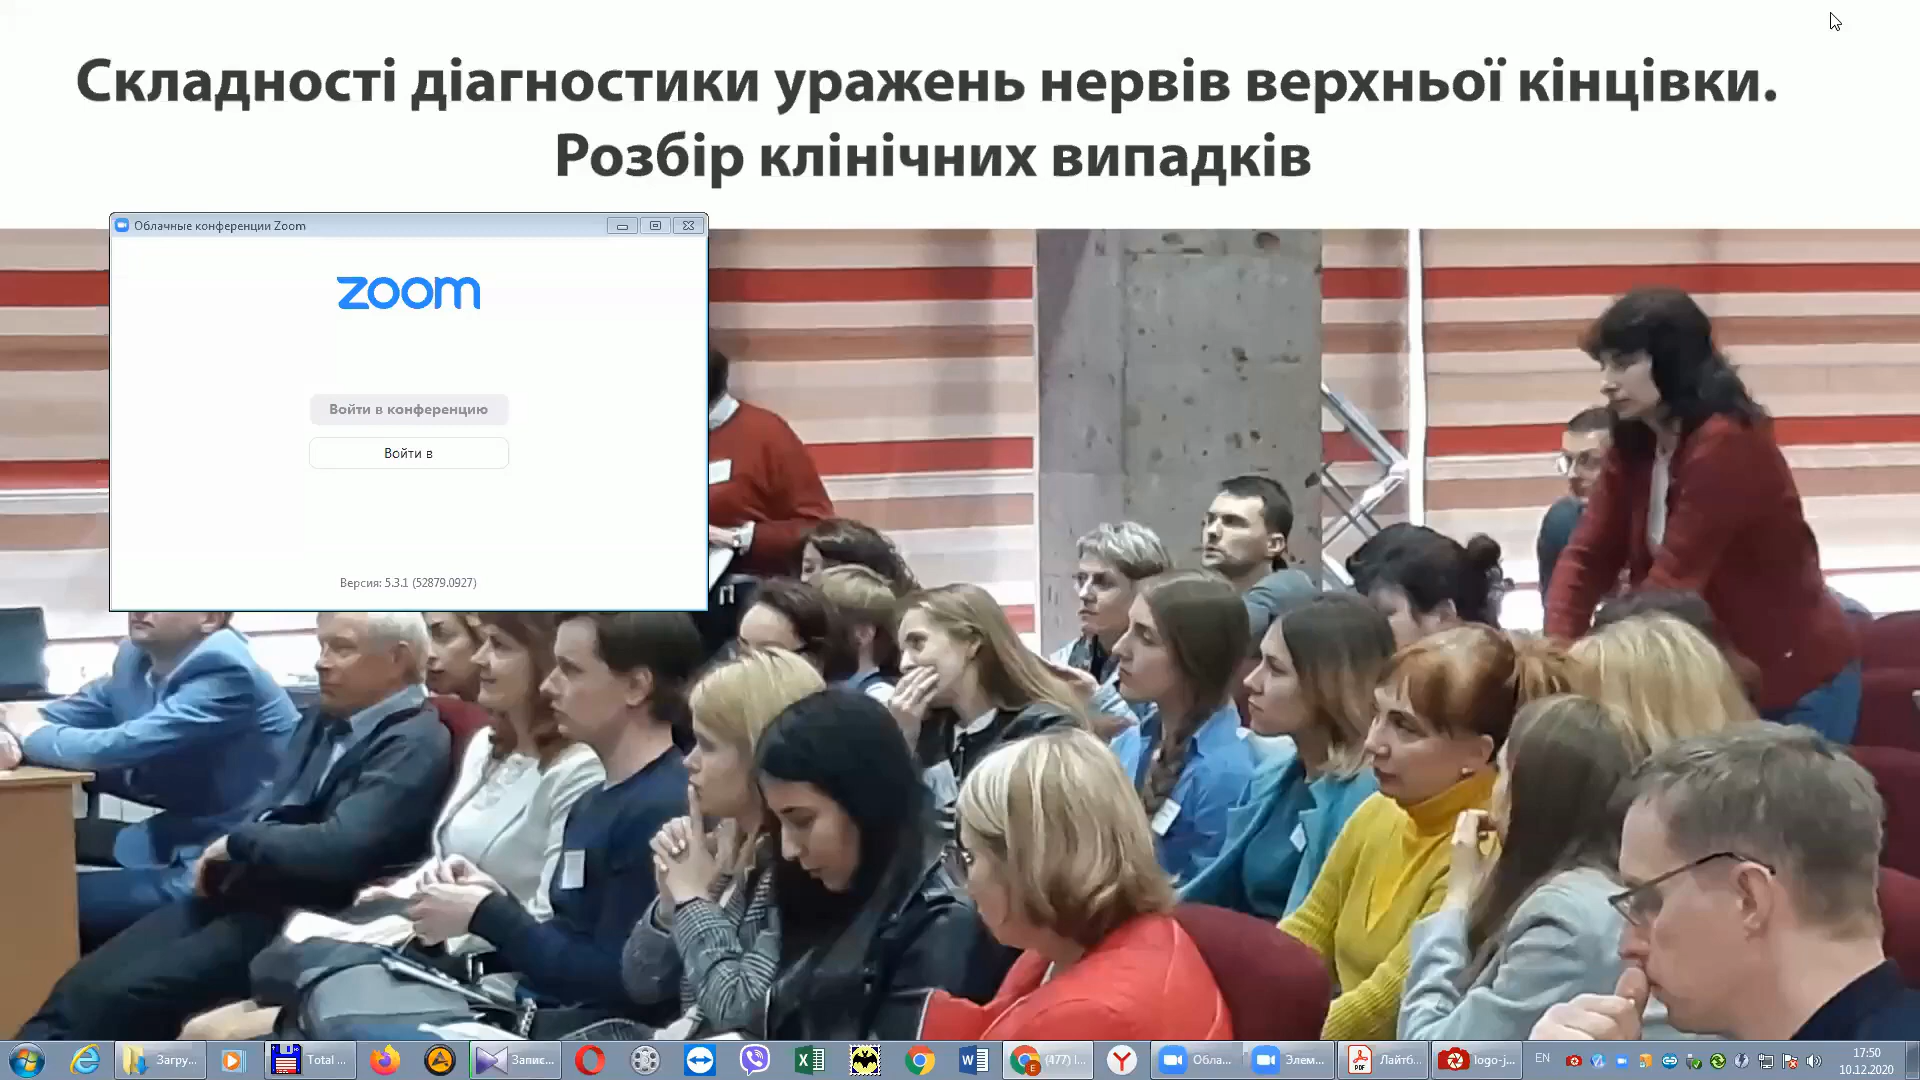 Складності діагностики уражень нервів верхньої кінцівки.
Розбір клінічних випадків
Облачные конференции Zoom
zoom
Войти в конференцию
Войти в
Версия: 5.3.1 (52879.0927)
Загру...
Total ...
Запис...
(477) I...
Обла...
Элем...
PDF
Лайтб...
logo-j...
EN
17:50
10.12.2020